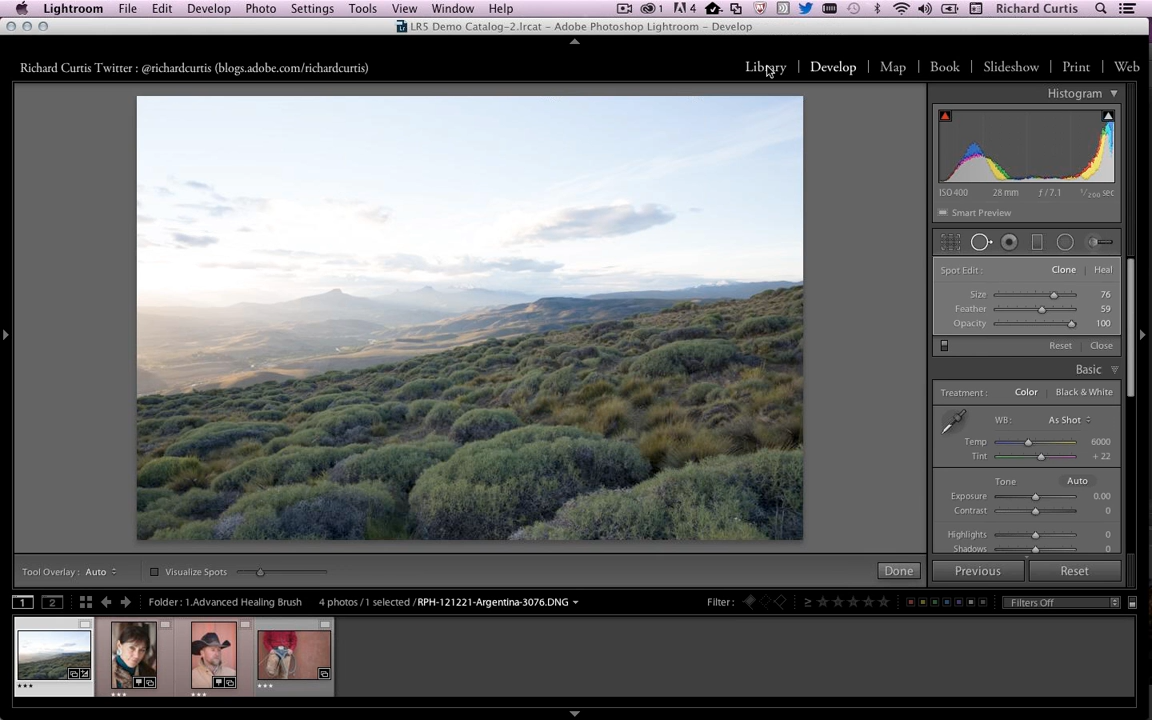 Lightroom File Edit Develop Photo Settings Tools View Window Help 1 4 Richard Curtis
LR5 Demo Catalog-2.lrcat – Adobe Photoshop Lightroom – Develop
Richard Curtis Twitter : @richardcurtis (blogs.adobe.com/richardcurtis)
Library | Develop | Map | Book | Slideshow | Print | Web
Histogram
ISO 400 28 mm ƒ / 7.1 1/200 sec
Smart Preview
Spot Edit : Clone | Heal
Size 76
Feather 59
Opacity 100
Reset Close
Basic
Treatment : Color Black & White
WB : As Shot
Temp 6000
Tint + 22
Tone Auto
Exposure 0.00
Contrast 0
Highlights 0
Shadows 0
Tool Overlay : Auto Visualize Spots Done
Previous Reset
1 2 Folder : 1.Advanced Healing Brush 4 photos / 1 selected / RPH-121221-Argentina-3076.DNG Filter : ≥ Filters Off